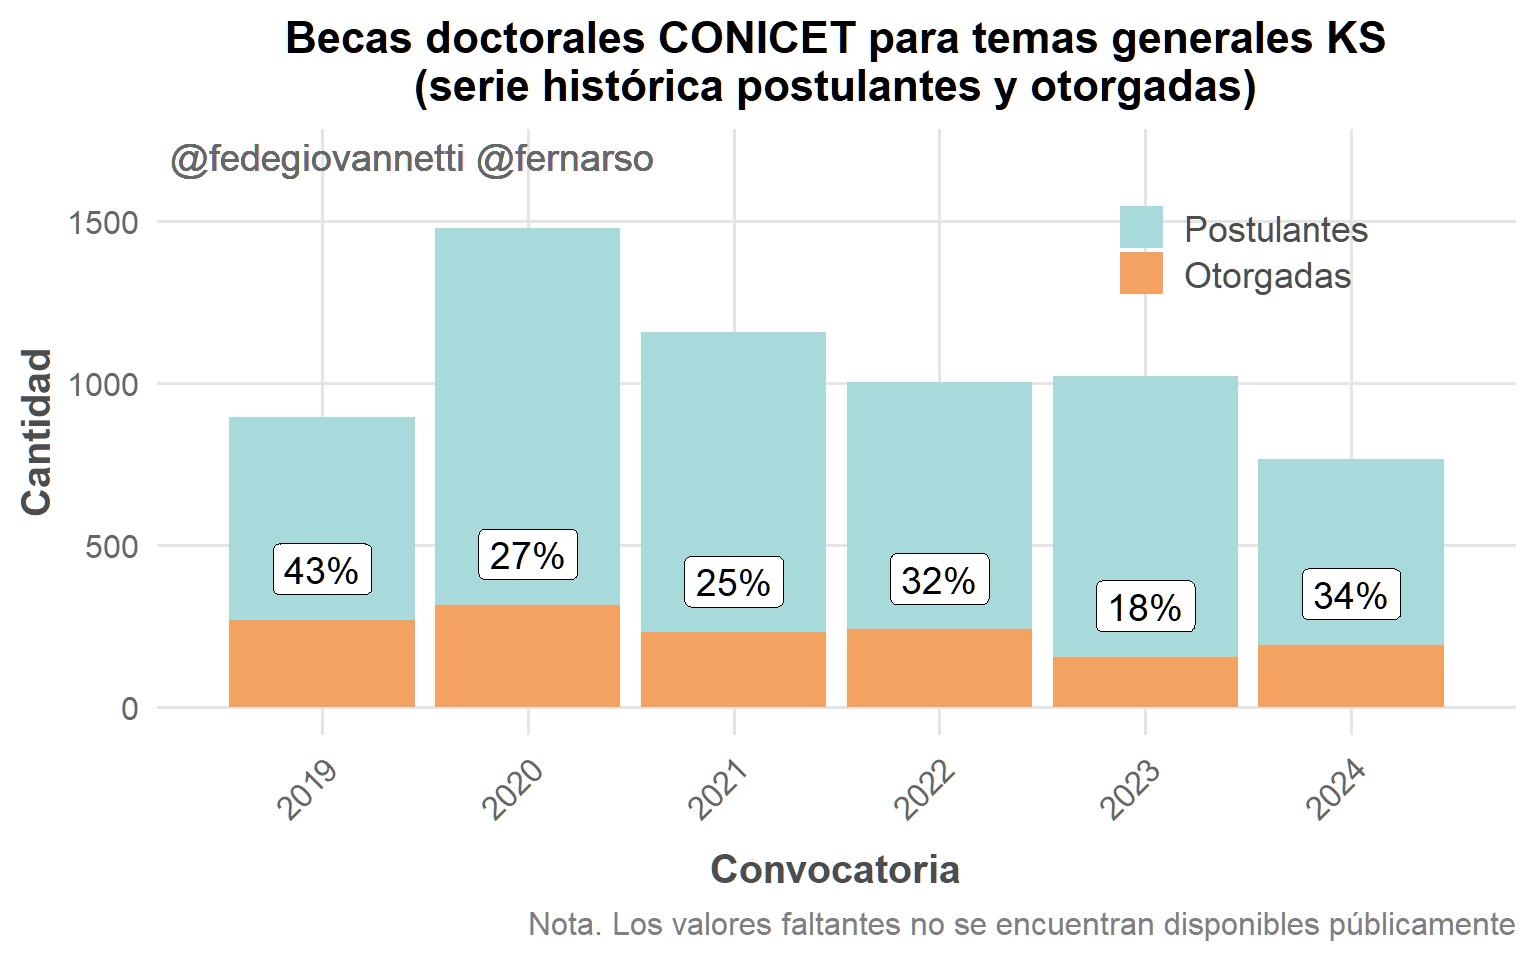 Becas doctorales CONICET para temas generales KS
(serie histórica postulantes y otorgadas)
@fedegiovannetti @fernarso
Postulantes
Otorgadas
Cantidad
1500
1000
500
0
43%
27%
25%
32%
18%
34%
2019
2020
2021
2022
2023
2024
Convocatoria
Nota. Los valores faltantes no se encuentran disponibles públicamente